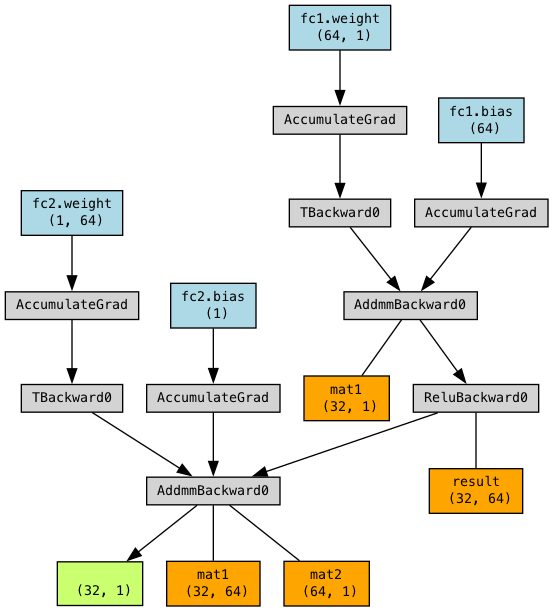 fc1.weight
(64, 1)
AccumulateGrad
fc1.bias
(64)
TBackward0
AccumulateGrad
fc2.weight
(1, 64)
AccumulateGrad
fc2.bias
(1)
AddmmBackward0
TBackward0
AccumulateGrad
mat1
(32, 1)
ReluBackward0
AddmmBackward0
result
(32, 64)
(32, 1)
mat1
(32, 64)
mat2
(64, 1)